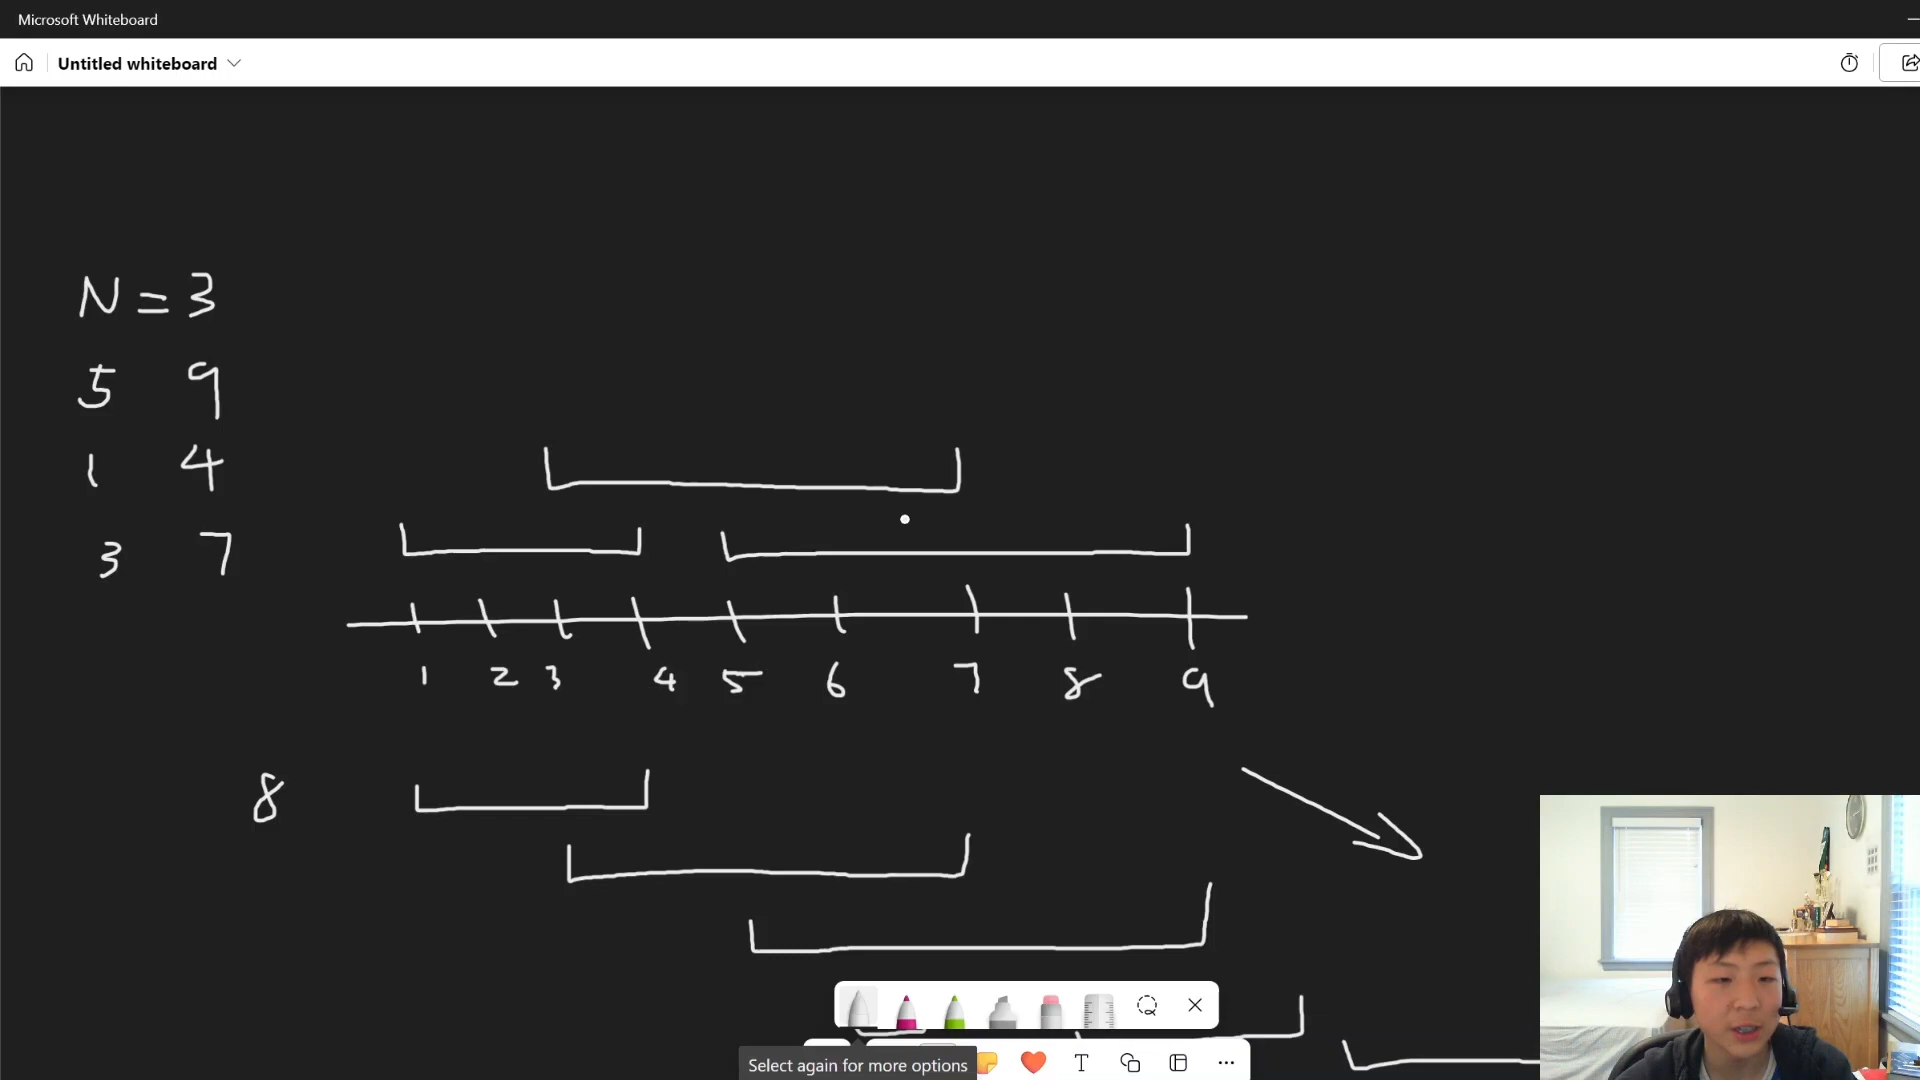 Microsoft Whiteboard
Untitled whiteboard
N = 3
5 9
1 4
3 7
1 2 3 4 5 6 7 8 9
8
Select again for more options
T